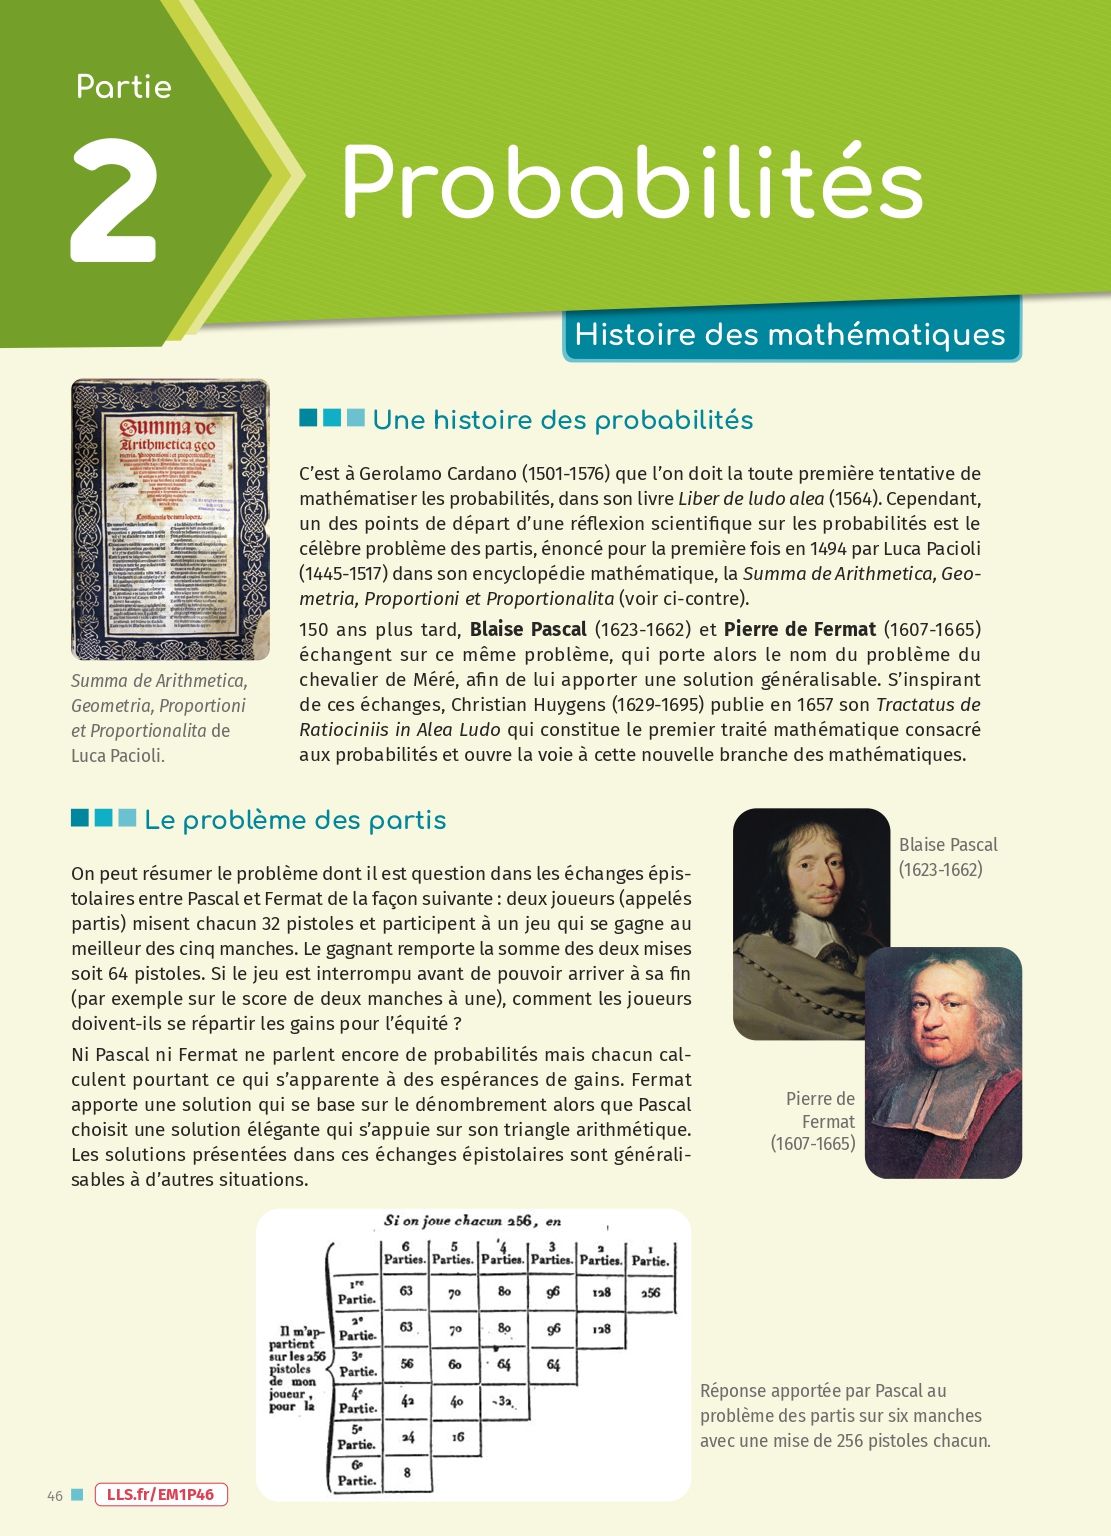 Partie
2
Probabilités
Histoire des mathématiques
Summa de
Arithmetica geo
Summa de Arithmetica,
Geometria, Proportioni
et Proportionalita de
Luca Pacioli.
Une histoire des probabilités
C’est à Gerolamo Cardano (1501-1576) que l’on doit la toute première tentative de
mathématiser les probabilités, dans son livre Liber de ludo alea (1564). Cependant,
un des points de départ d’une réflexion scientifique sur les probabilités est le
célèbre problème des partis, énoncé pour la première fois en 1494 par Luca Pacioli
(1445-1517) dans son encyclopédie mathématique, la Summa de Arithmetica, Geo-
metria, Proportioni et Proportionalita (voir ci-contre).
150 ans plus tard, Blaise Pascal (1623-1662) et Pierre de Fermat (1607-1665)
échangent sur ce même problème, qui porte alors le nom du problème du
chevalier de Méré, afin de lui apporter une solution généralisable. S’inspirant
de ces échanges, Christian Huygens (1629-1695) publie en 1657 son Tractatus de
Ratiociniis in Alea Ludo qui constitue le premier traité mathématique consacré
aux probabilités et ouvre la voie à cette nouvelle branche des mathématiques.
Le problème des partis
On peut résumer le problème dont il est question dans les échanges épis-
tolaires entre Pascal et Fermat de la façon suivante : deux joueurs (appelés
partis) misent chacun 32 pistoles et participent à un jeu qui se gagne au
meilleur des cinq manches. Le gagnant remporte la somme des deux mises
soit 64 pistoles. Si le jeu est interrompu avant de pouvoir arriver à sa fin
(par exemple sur le score de deux manches à une), comment les joueurs
doivent-ils se répartir les gains pour l’équité ?
Ni Pascal ni Fermat ne parlent encore de probabilités mais chacun cal-
culent pourtant ce qui s’apparente à des espérances de gains. Fermat
apporte une solution qui se base sur le dénombrement alors que Pascal
choisit une solution élégante qui s’appuie sur son triangle arithmétique.
Les solutions présentées dans ces échanges épistolaires sont générali-
sables à d’autres situations.
Blaise Pascal
(1623-1662)
Pierre de
Fermat
(1607-1665)
Si on joue chacun 256, en
6 5 4 3 2 1
Parties. Parties. Parties. Parties. Parties. Partie.
Il m’ap-
partient
sur les 256
pistoles
de mon
joueur,
pour la
1re
Partie. 63 70 80 96 128 256
2e
Partie. 63 70 80 96 128
3e
Partie. 56 60 64 64
4e
Partie. 42 40 32
5e
Partie. 24 16
6e
Partie. 8
Réponse apportée par Pascal au
problème des partis sur six manches
avec une mise de 256 pistoles chacun.
46 LLS.fr/EM1P46